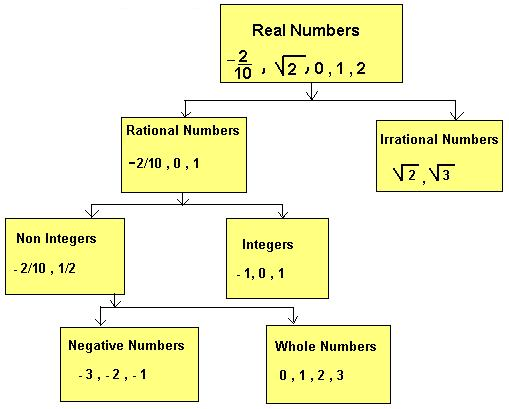 Real Numbers
-2/10 , √2 , 0 , 1 , 2
Rational Numbers
-2/10 , 0 , 1
Irrational Numbers
√2 , √3
Non Integers
- 2/10 , 1/2
Integers
- 1, 0 , 1
Negative Numbers
- 3 , - 2 , - 1
Whole Numbers
0 , 1 , 2 , 3